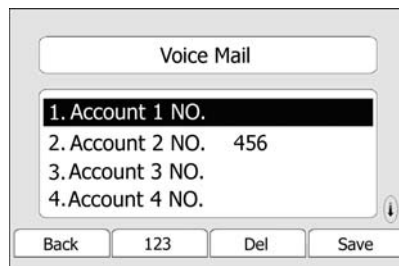 Voice Mail
1. Account 1 NO.
2. Account 2 NO. 456
3. Account 3 NO.
4. Account 4 NO.
Back 123 Del Save